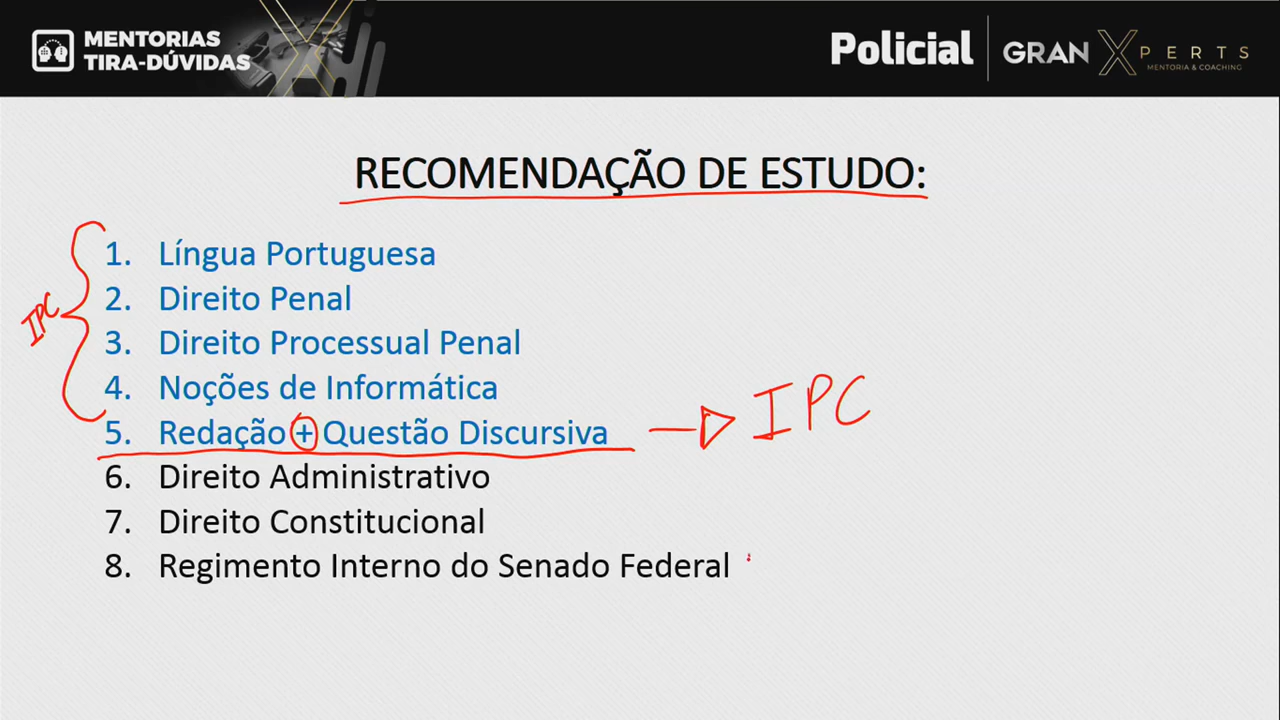 MENTORIAS
TIRA-DÚVIDAS
Policial
GRAN XPERTS
MENTORIA & COACHING
RECOMENDAÇÃO DE ESTUDO:
IPC
1. Língua Portuguesa
2. Direito Penal
3. Direito Processual Penal
4. Noções de Informática
5. Redação + Questão Discursiva
IPC
6. Direito Administrativo
7. Direito Constitucional
8. Regimento Interno do Senado Federal